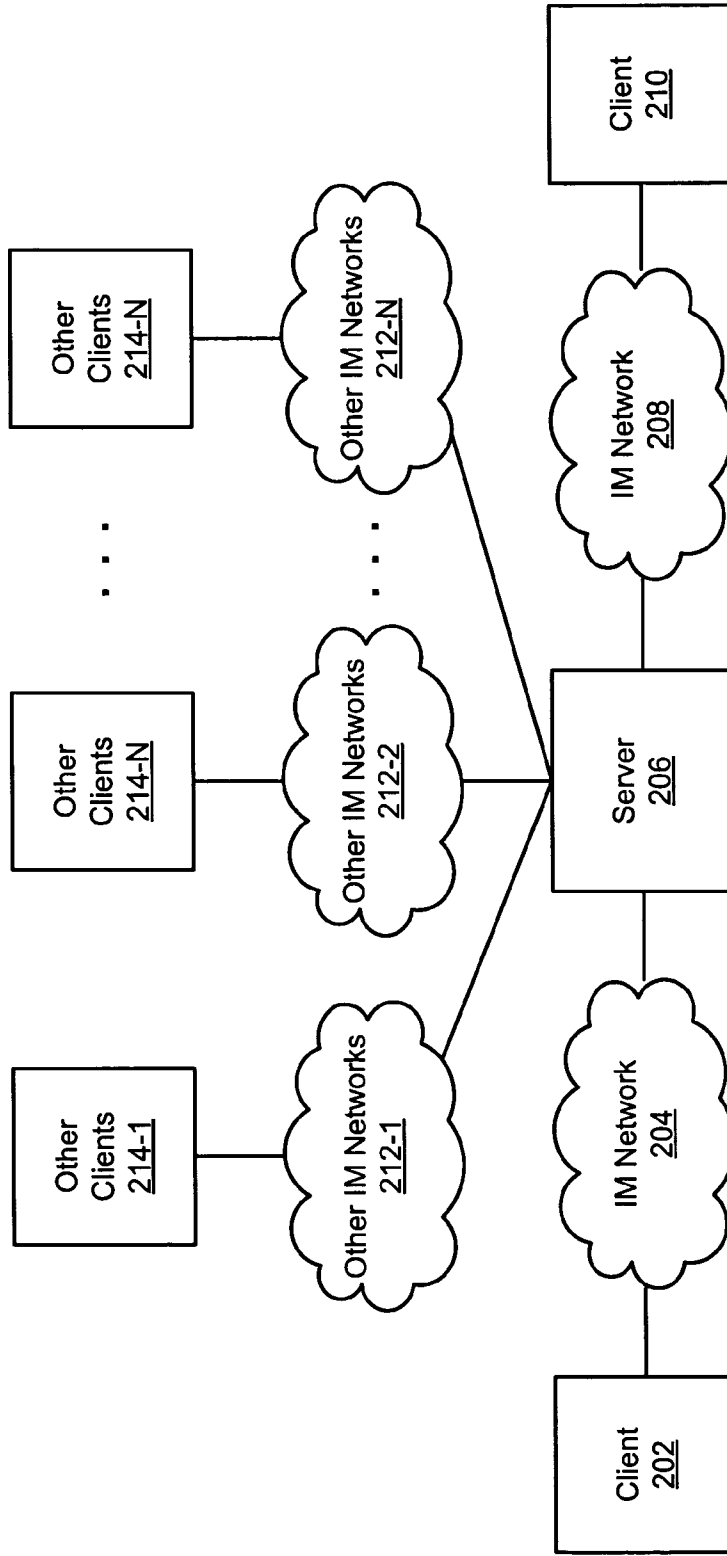 Other
Clients
214-1
Other
Clients
214-N
. . .
Other
Clients
214-N
Other IM Networks
212-1
Other IM Networks
212-2
. . .
Other IM Networks
212-N
Client
202
IM Network
204
Server
206
IM Network
208
Client
210